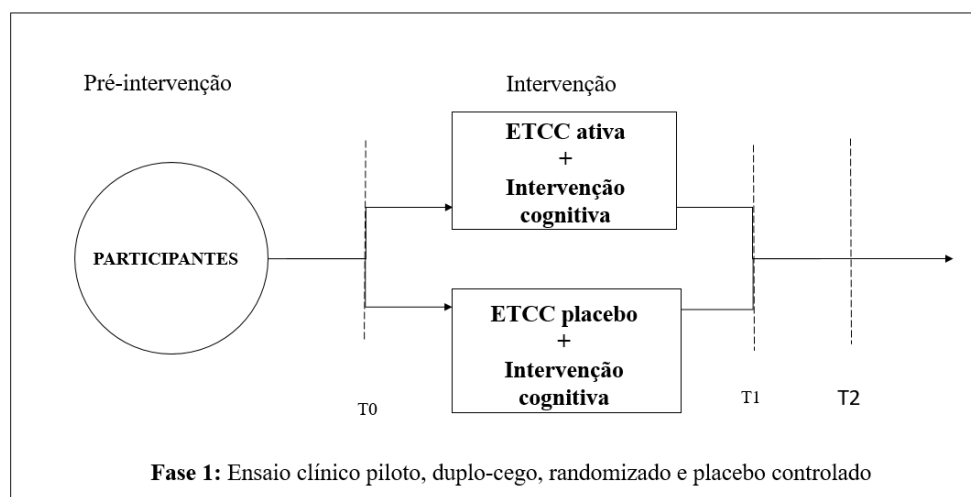 Pré-intervenção
Intervenção
ETCC ativa
+
Intervenção
cognitiva
PARTICIPANTES
ETCC placebo
+
Intervenção
cognitiva
T0
T1
T2
Fase 1: Ensaio clínico piloto, duplo-cego, randomizado e placebo controlado